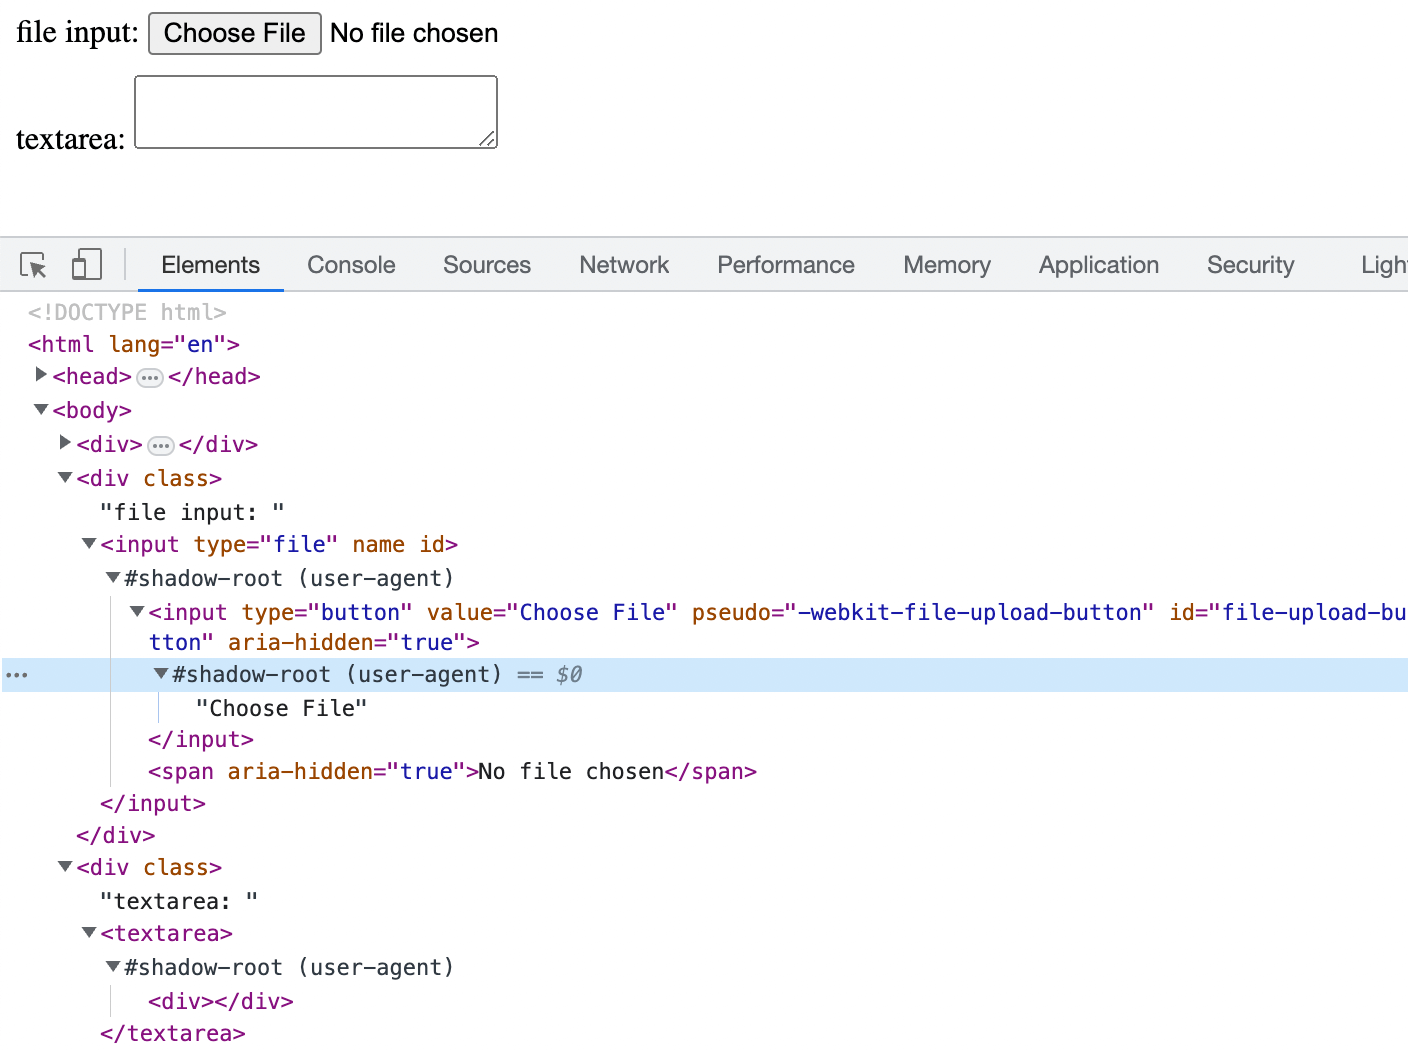 file input: Choose File No file chosen
textarea:
Elements Console Sources Network Performance Memory Application Security Ligh
<!DOCTYPE html>
<html lang="en">
<head> ••• </head>
<body>
<div> ••• </div>
<div class>
"file input: "
<input type="file" name id>
#shadow-root (user-agent)
<input type="button" value="Choose File" pseudo="-webkit-file-upload-button" id="file-upload-bu
tton" aria-hidden="true">
••• #shadow-root (user-agent) == $0
"Choose File"
</input>
<span aria-hidden="true">No file chosen</span>
</input>
</div>
<div class>
"textarea: "
<textarea>
#shadow-root (user-agent)
<div></div>
</textarea>